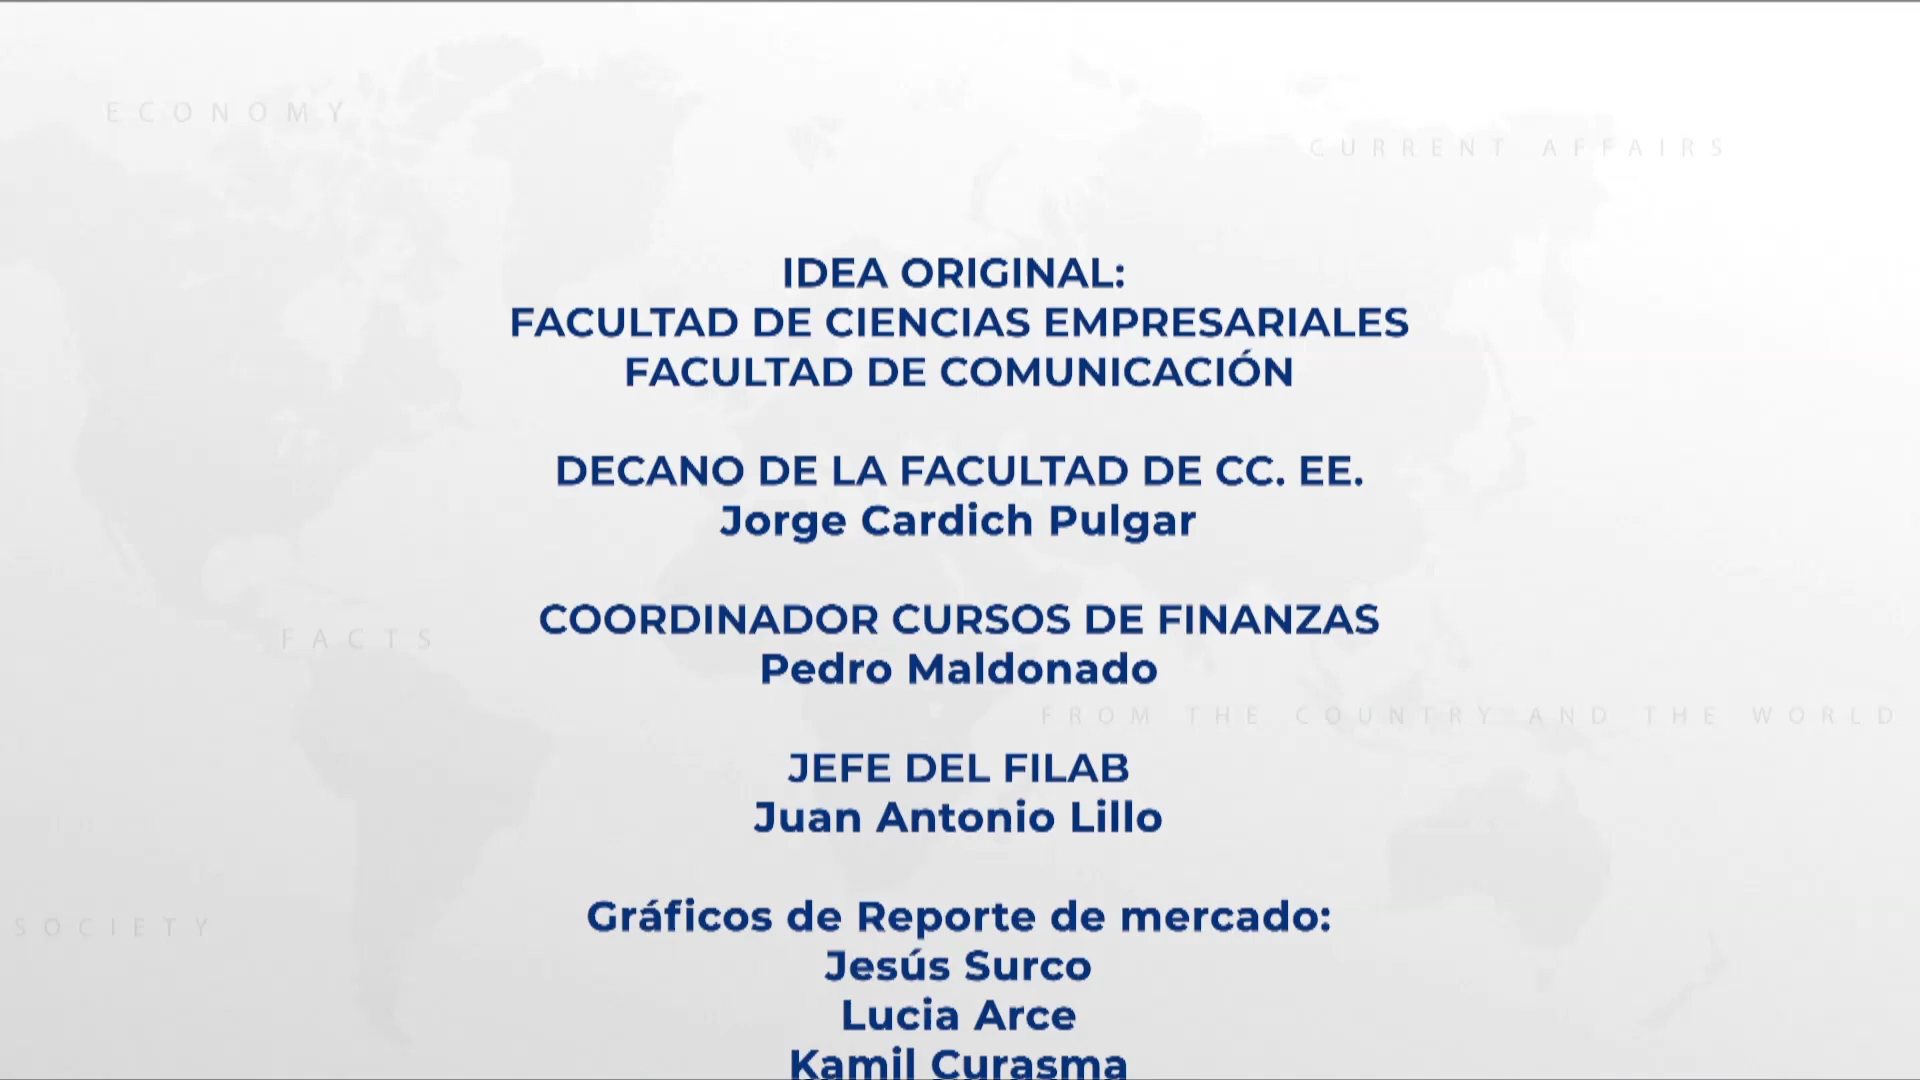 ECONOMY
CURRENT AFFAIRS
IDEA ORIGINAL:
FACULTAD DE CIENCIAS EMPRESARIALES
FACULTAD DE COMUNICACIÓN
DECANO DE LA FACULTAD DE CC. EE.
Jorge Cardich Pulgar
COORDINADOR CURSOS DE FINANZAS
FACTS
Pedro Maldonado
FROM THE COUNTRY AND THE WORLD
JEFE DEL FILAB
Juan Antonio Lillo
Gráficos de Reporte de mercado:
SOCIETY
Jesús Surco
Lucia Arce
Kamil Curasma